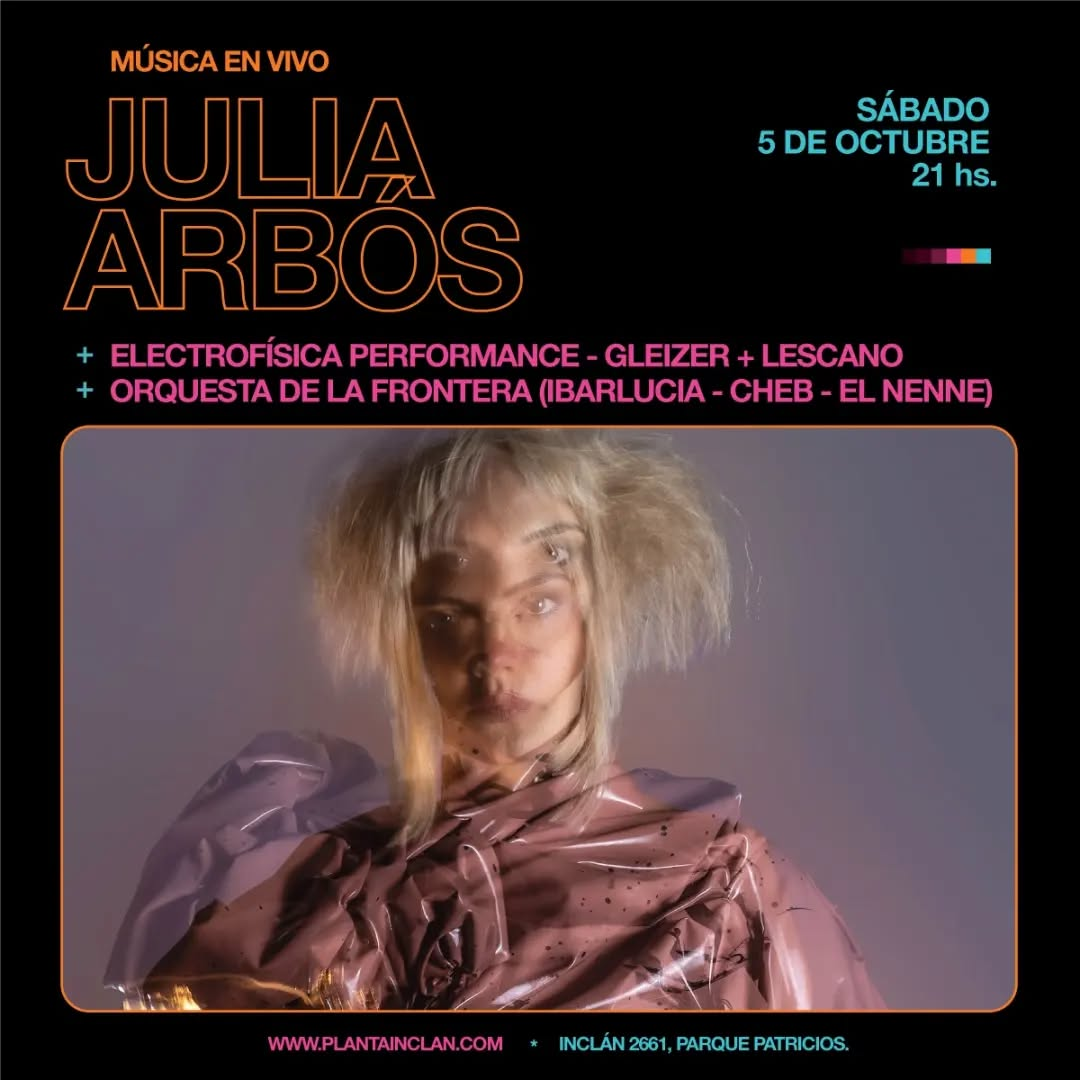 MÚSICA EN VIVO
JULIA
ARBÓS
SÁBADO
5 DE OCTUBRE
21 hs.
+ ELECTROFÍSICA PERFORMANCE - GLEIZER + LESCANO
+ ORQUESTA DE LA FRONTERA (IBARLUCIA - CHEB - EL NENNE)
WWW.PLANTAINCLAN.COM * INCLÁN 2661, PARQUE PATRICIOS.